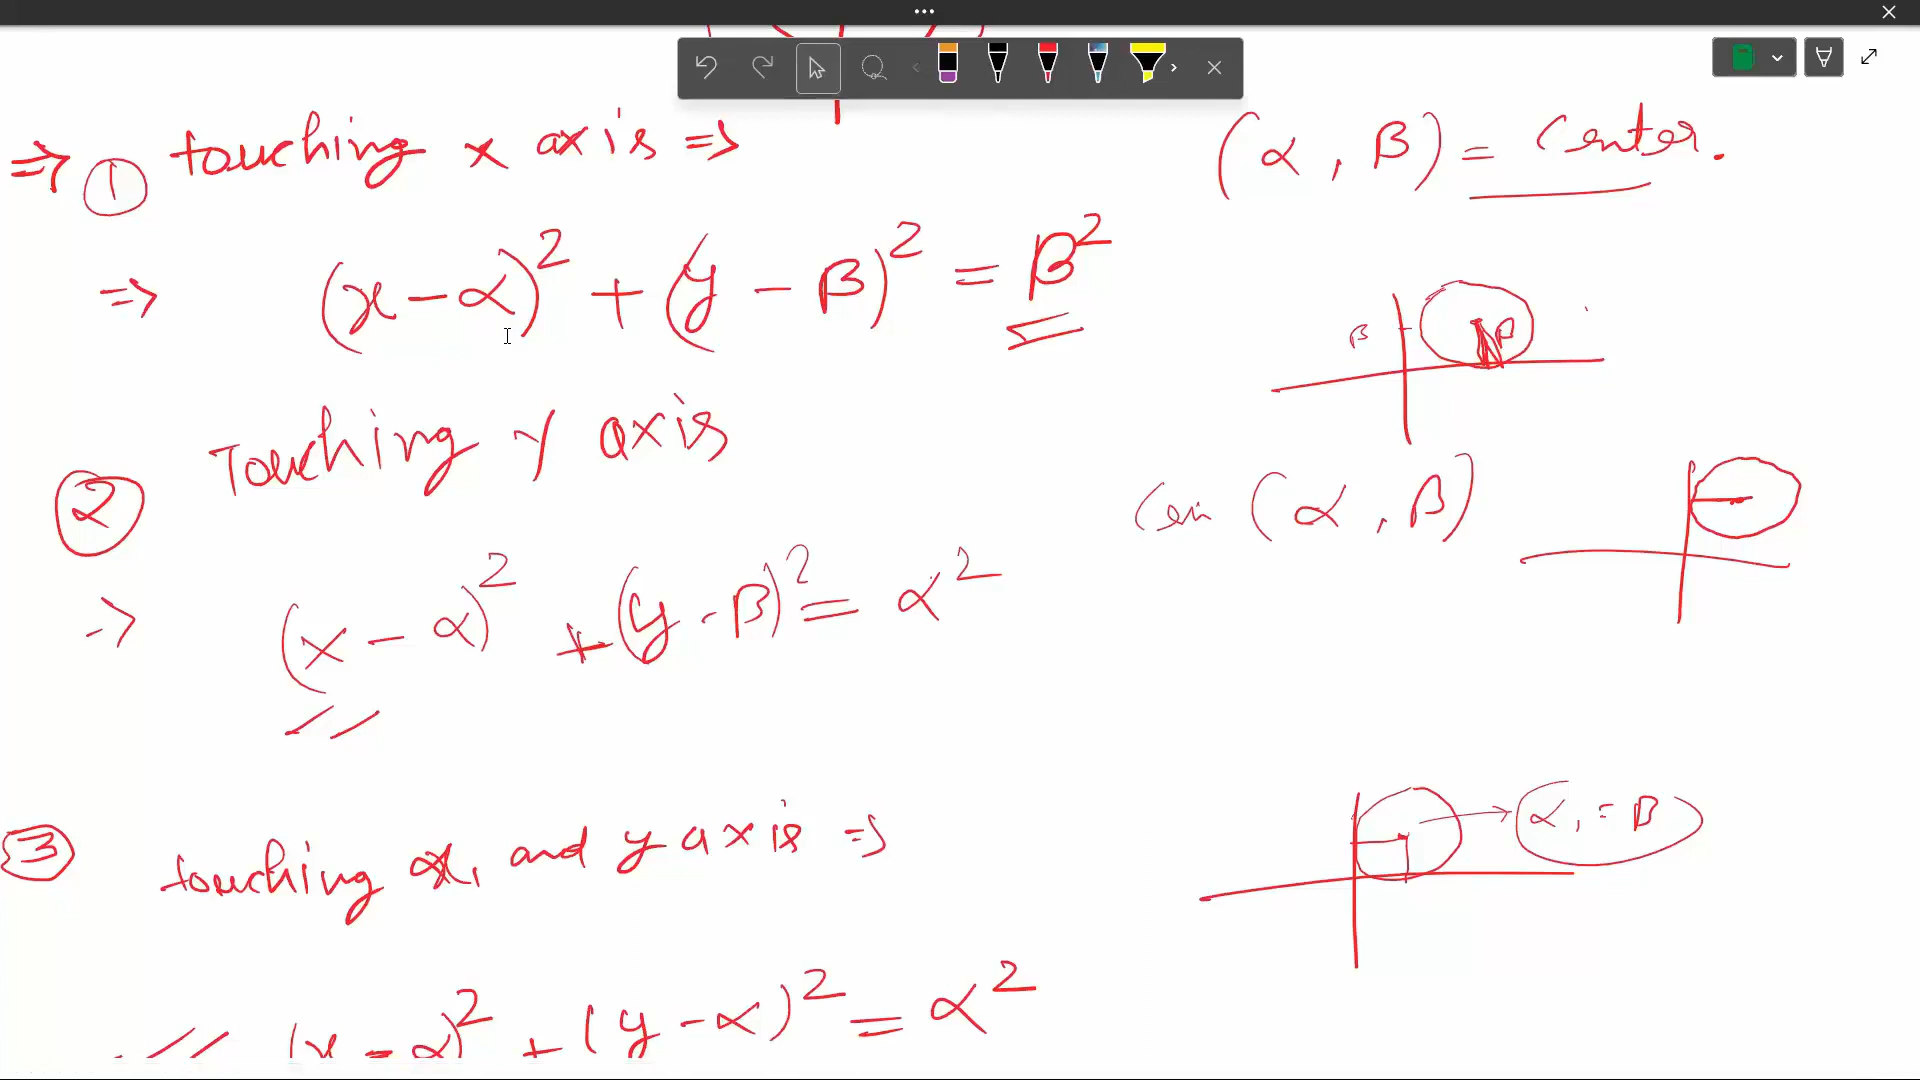 ⇒ ① touching x axis ⇒
(α, β) = Center.
⇒ (x - α)² + (y - β)² = β²
β
β
② Touching Y axis
Cen (α, β)
→ (x - α)² + (y - β)² = α²
③ touching x, and y axis ⇒
α, = β
(x - α)² + (y - α)² = α²